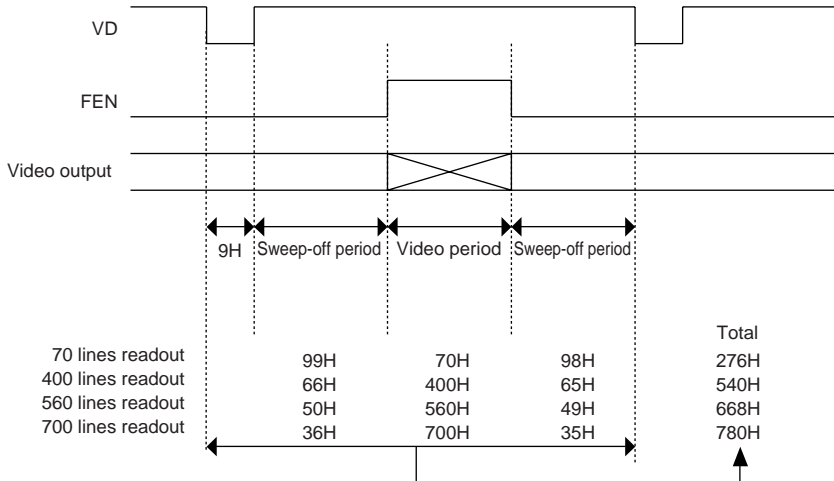 VD
FEN
Video output
9H Sweep-off period Video period Sweep-off period
Total
70 lines readout 99H 70H 98H 276H
400 lines readout 66H 400H 65H 540H
560 lines readout 50H 560H 49H 668H
700 lines readout 36H 700H 35H 780H